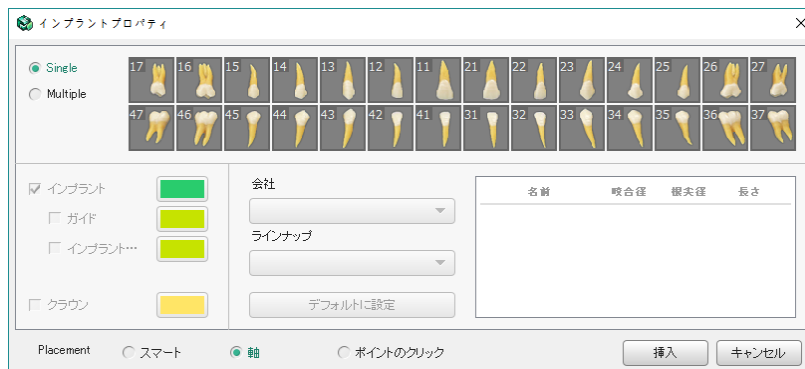 インプラントプロパティ
Single
Multiple
17 16 15 14 13 12 11 21 22 23 24 25 26 27
47 46 45 44 43 42 41 31 32 33 34 35 36 37
インプラント
ガイド
インプラント…
クラウン
会社
ラインナップ
デフォルトに設定
名前 咬合径 根尖径 長さ
Placement スマート 軸 ポイントのクリック 挿入 キャンセル